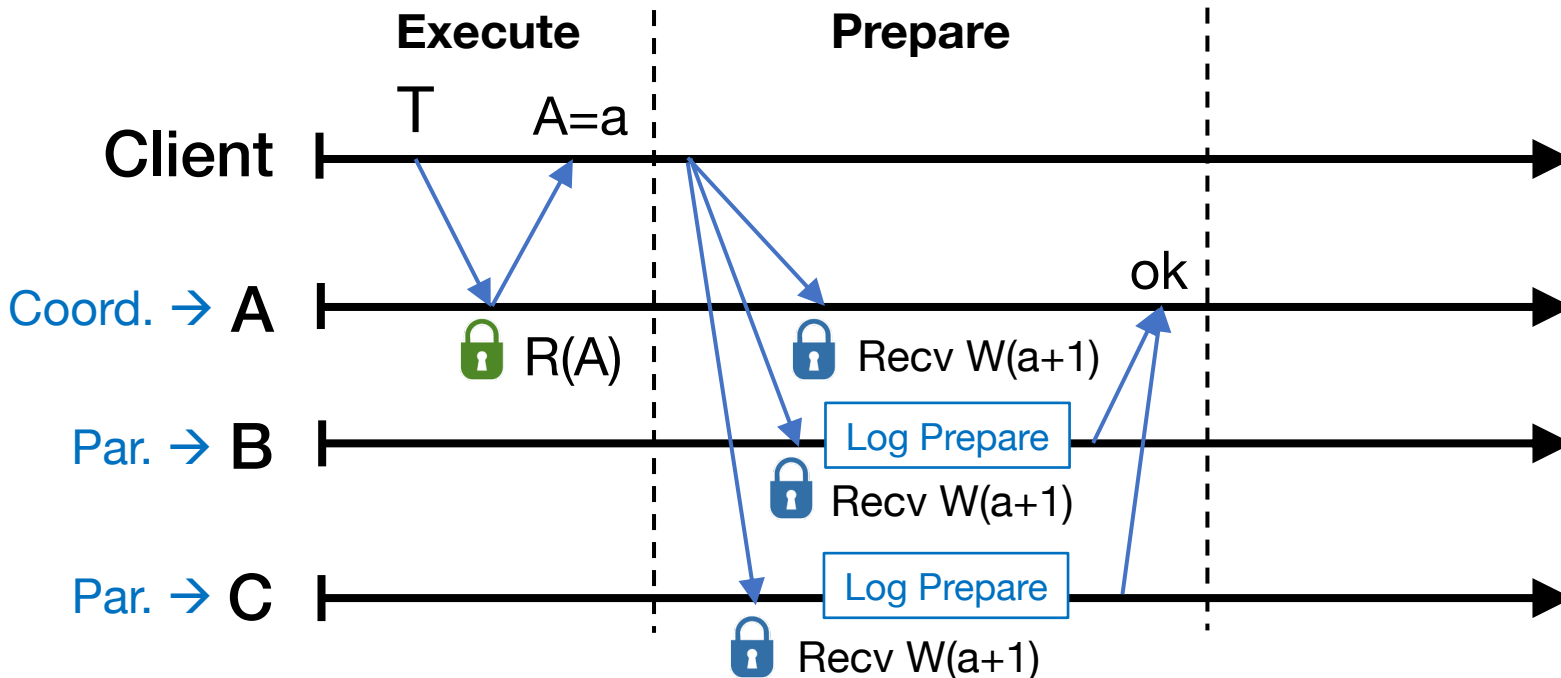 Execute
Prepare
T
A=a
Client
ok
Coord. → A
R(A)
Recv W(a+1)
Par. → B
Log Prepare
Recv W(a+1)
Par. → C
Log Prepare
Recv W(a+1)